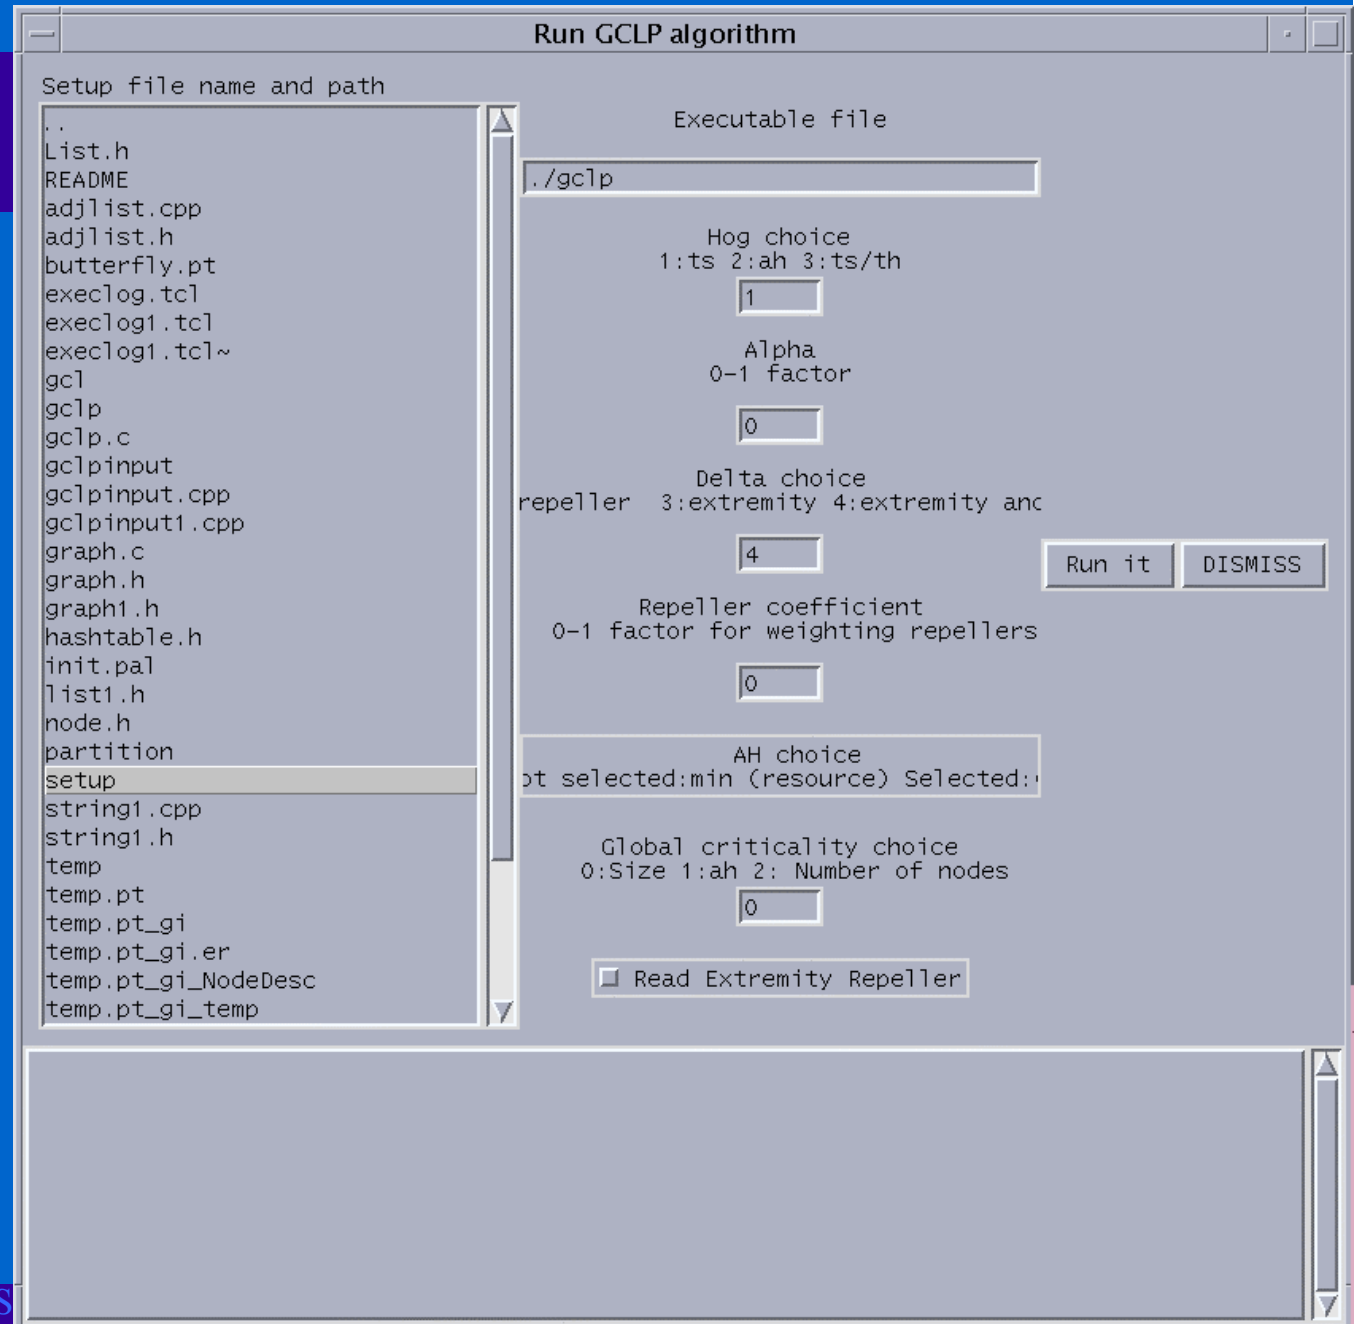 Run GCLP algorithm
Setup file name and path
..
List.h
README
adjlist.cpp
adjlist.h
butterfly.pt
execlog.tcl
execlog1.tcl
execlog1.tcl~
gcl
gclp
gclp.c
gclpinput
gclpinput.cpp
gclpinput1.cpp
graph.c
graph.h
graph1.h
hashtable.h
init.pal
list1.h
node.h
partition
setup
string1.cpp
string1.h
temp
temp.pt
temp.pt_gi
temp.pt_gi.er
temp.pt_gi_NodeDesc
temp.pt_gi_temp
Executable file
./gclp
Hog choice
1:ts 2:ah 3:ts/th
1
Alpha
0-1 factor
0
Delta choice
repeller 3:extremity 4:extremity and
4
Repeller coefficient
0-1 factor for weighting repellers
0
AH choice
ot selected:min (resource) Selected:
Global criticality choice
0:Size 1:ah 2: Number of nodes
0
Read Extremity Repeller
Run it
DISMISS
S